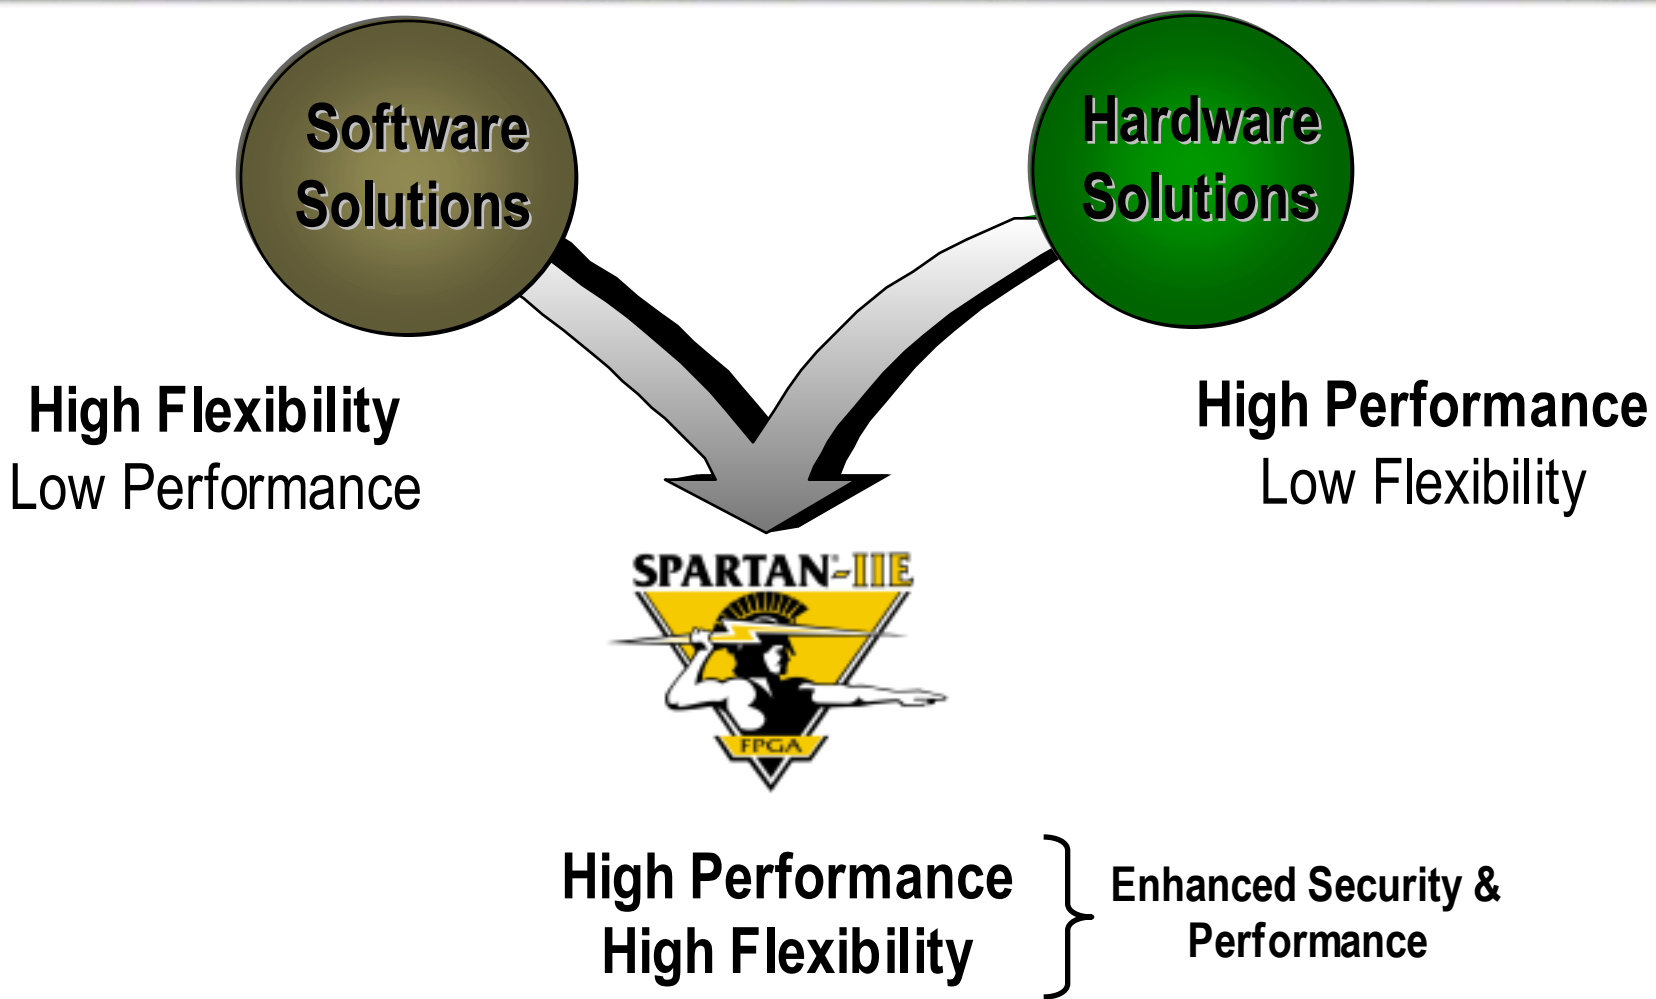 Software
Solutions
Hardware
Solutions
High Flexibility
Low Performance
High Performance
Low Flexibility
SPARTAN®-IIE
FPGA
High Performance
High Flexibility
Enhanced Security &
Performance